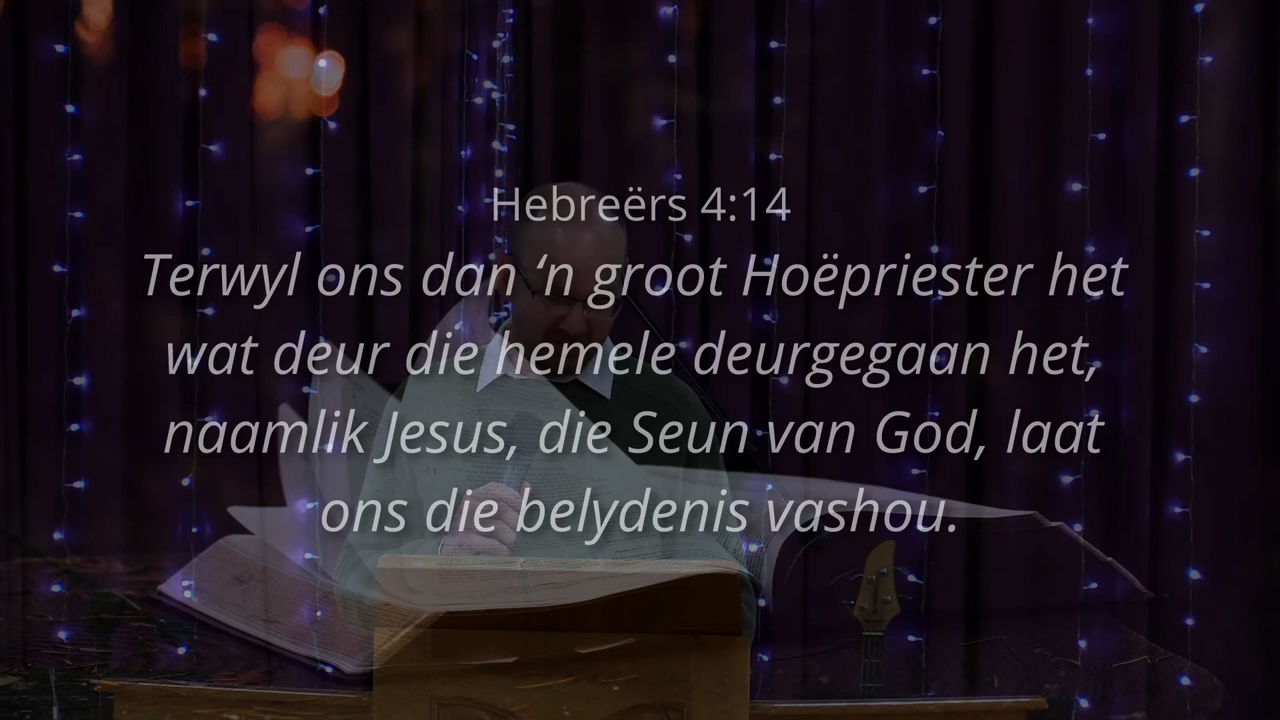 Hebreërs 4:14
Terwyl ons dan ‘n groot Hoëpriester het
wat deur die hemele deurgegaan het,
naamlik Jesus, die Seun van God, laat
ons die belydenis vashou.